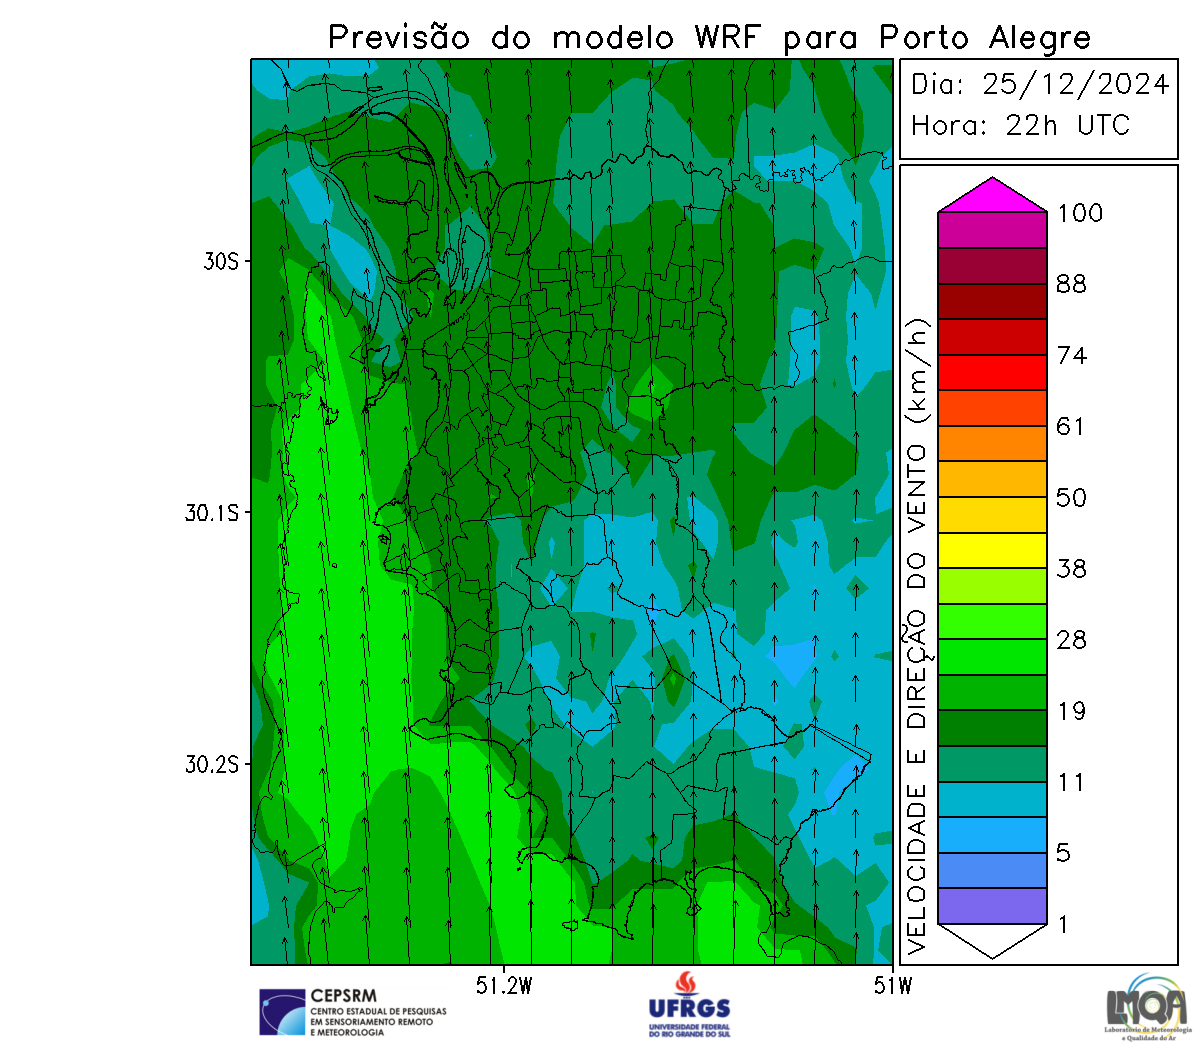 Previsão do modelo WRF para Porto Alegre
Dia: 25/12/2024
Hora: 22h UTC
30S
30.1S
30.2S
51.2W
51W
VELOCIDADE E DIREÇÃO DO VENTO (km/h)
100
88
74
61
50
38
28
19
11
5
1
CEPSRM
CENTRO ESTADUAL DE PESQUISAS
EM SENSORIAMENTO REMOTO
E METEOROLOGIA
UFRGS
UNIVERSIDADE FEDERAL
DO RIO GRANDE DO SUL
LMQA
Laboratório de Meteorologia
e Qualidade do Ar